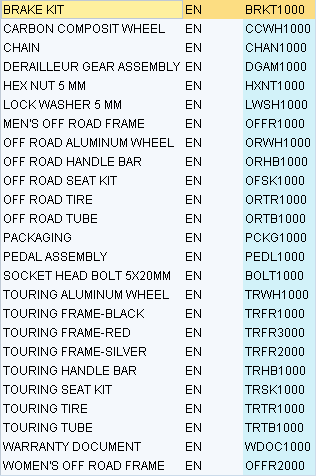 BRAKE KIT EN BRKT1000
CARBON COMPOSIT WHEEL EN CCWH1000
CHAIN EN CHAN1000
DERAILLEUR GEAR ASSEMBLY EN DGAM1000
HEX NUT 5 MM EN HXNT1000
LOCK WASHER 5 MM EN LWSH1000
MEN'S OFF ROAD FRAME EN OFFR1000
OFF ROAD ALUMINUM WHEEL EN ORWH1000
OFF ROAD HANDLE BAR EN ORHB1000
OFF ROAD SEAT KIT EN OFSK1000
OFF ROAD TIRE EN ORTR1000
OFF ROAD TUBE EN ORTB1000
PACKAGING EN PCKG1000
PEDAL ASSEMBLY EN PEDL1000
SOCKET HEAD BOLT 5X20MM EN BOLT1000
TOURING ALUMINUM WHEEL EN TRWH1000
TOURING FRAME-BLACK EN TRFR1000
TOURING FRAME-RED EN TRFR3000
TOURING FRAME-SILVER EN TRFR2000
TOURING HANDLE BAR EN TRHB1000
TOURING SEAT KIT EN TRSK1000
TOURING TIRE EN TRTR1000
TOURING TUBE EN TRTB1000
WARRANTY DOCUMENT EN WDOC1000
WOMEN'S OFF ROAD FRAME EN OFFR2000